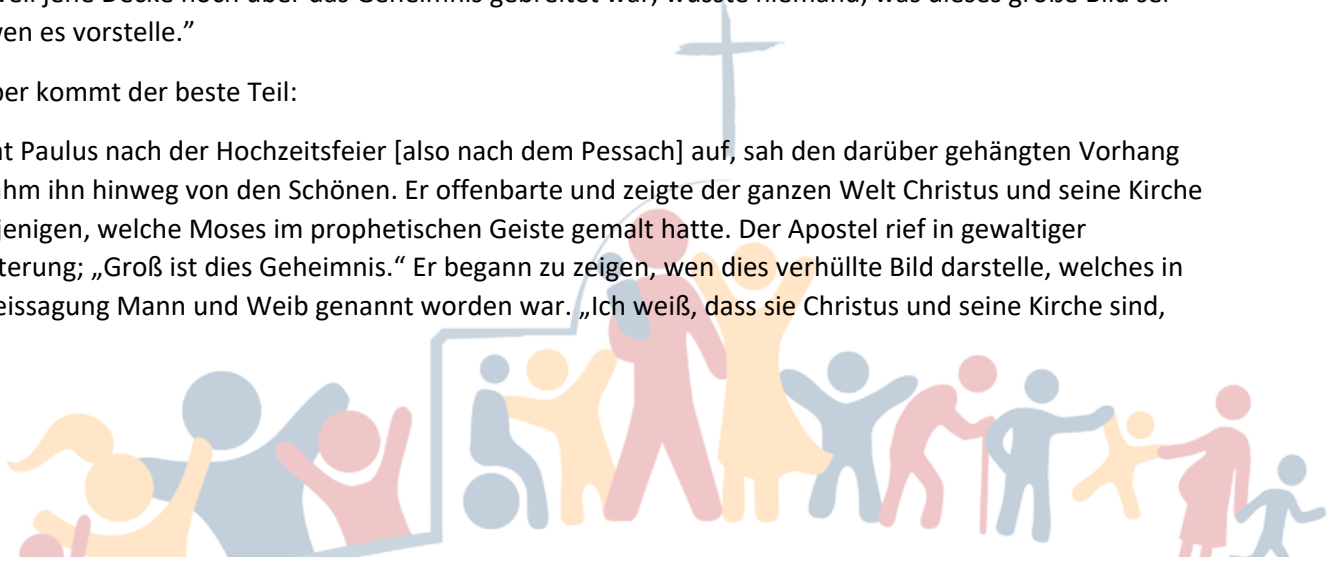 eil jene Decke noch über das Geheimnis gebreitet war, wusste niemand, was dieses große Bild sei
en es vorstelle.”
ber kommt der beste Teil:
at Paulus nach der Hochzeitsfeier [also nach dem Pessach] auf, sah den darüber gehängten Vorhang
ahm ihn hinweg von den Schönen. Er offenbarte und zeigte der ganzen Welt Christus und seine Kirche
jenigen, welche Moses im prophetischen Geiste gemalt hatte. Der Apostel rief in gewaltiger
terung; „Groß ist dies Geheimnis.“ Er begann zu zeigen, wen dies verhüllte Bild darstelle, welches in
eissagung Mann und Weib genannt worden war. „Ich weiß, dass sie Christus und seine Kirche sind,